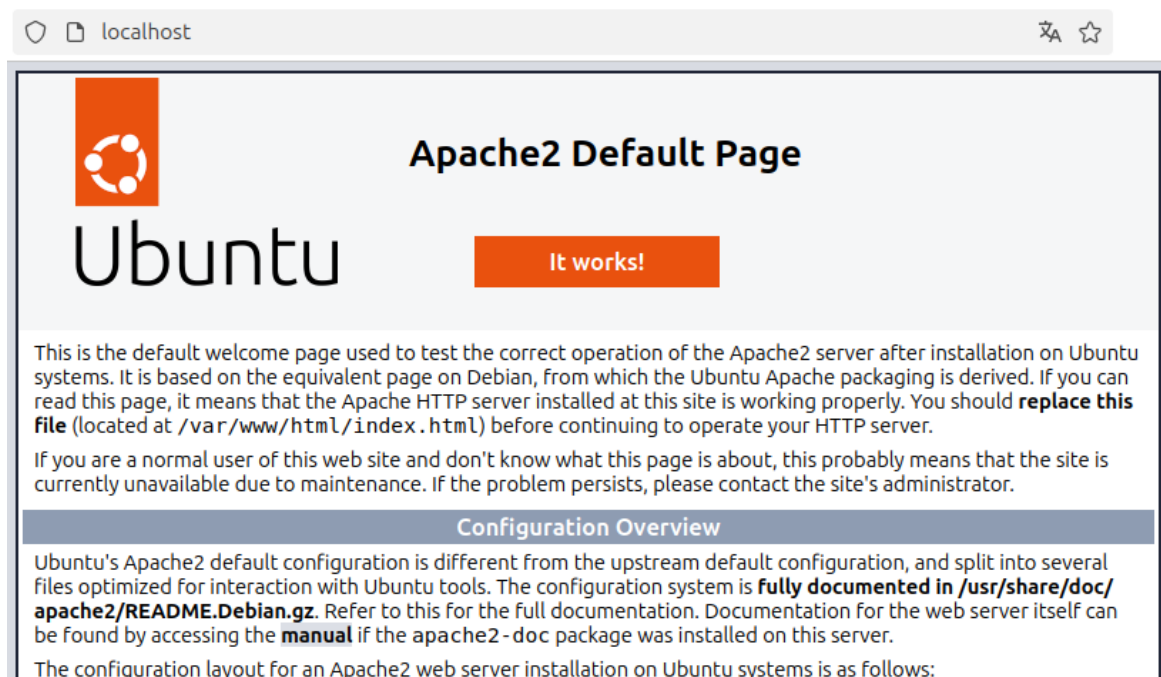 localhost
Apache2 Default Page
Ubuntu
It works!
This is the default welcome page used to test the correct operation of the Apache2 server after installation on Ubuntu
systems. It is based on the equivalent page on Debian, from which the Ubuntu Apache packaging is derived. If you can
read this page, it means that the Apache HTTP server installed at this site is working properly. You should replace this
file (located at /var/www/html/index.html) before continuing to operate your HTTP server.
If you are a normal user of this web site and don't know what this page is about, this probably means that the site is
currently unavailable due to maintenance. If the problem persists, please contact the site's administrator.
Configuration Overview
Ubuntu's Apache2 default configuration is different from the upstream default configuration, and split into several
files optimized for interaction with Ubuntu tools. The configuration system is fully documented in /usr/share/doc/
apache2/README.Debian.gz. Refer to this for the full documentation. Documentation for the web server itself can
be found by accessing the manual if the apache2-doc package was installed on this server.
The configuration layout for an Apache2 web server installation on Ubuntu systems is as follows: